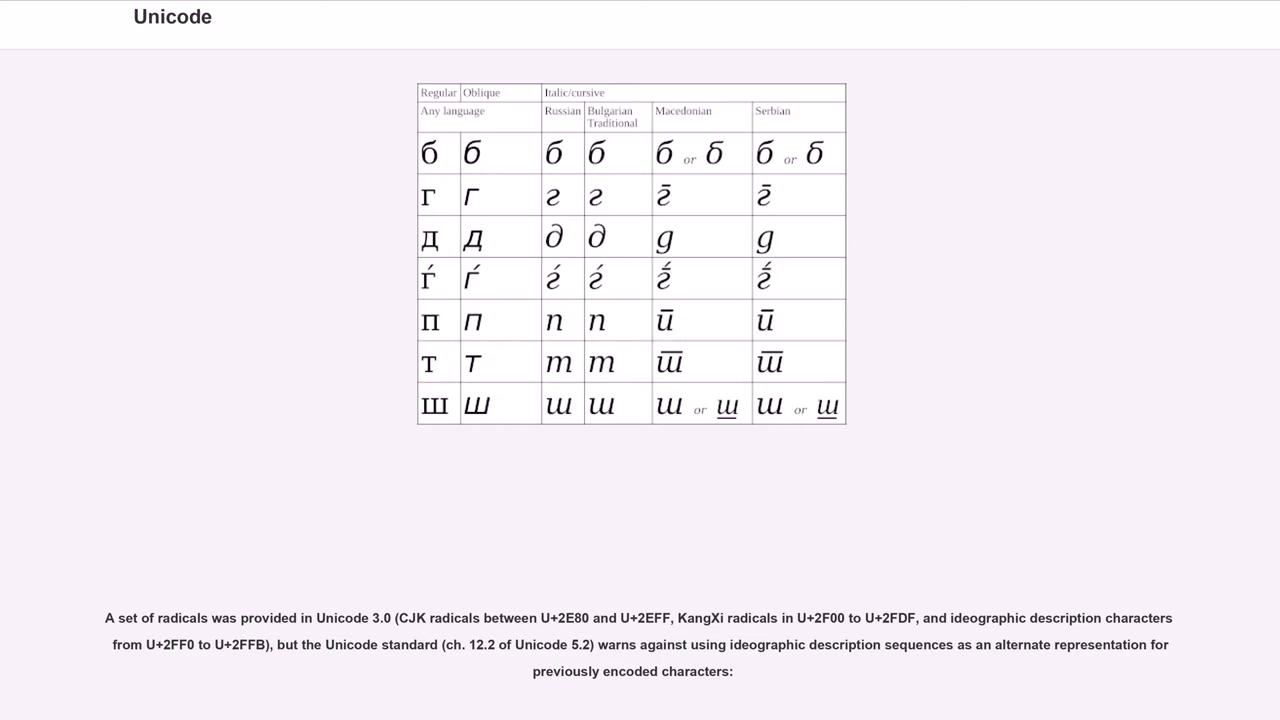 Unicode
Regular Oblique Italic/cursive
Any language Russian Bulgarian Traditional Macedonian Serbian
б б б б б or δ б or δ
г г г г г̄ г̄
д д д д g g
ѓ ѓ ѓ ѓ ѓ̄ ѓ̄
п п п п ӣ ӣ
т т т т ш̄ ш̄
ш ш ш ш ш or ш̲ ш or ш̲
A set of radicals was provided in Unicode 3.0 (CJK radicals between U+2E80 and U+2EFF, KangXi radicals in U+2F00 to U+2FDF, and ideographic description characters
from U+2FF0 to U+2FFB), but the Unicode standard (ch. 12.2 of Unicode 5.2) warns against using ideographic description sequences as an alternate representation for
previously encoded characters: